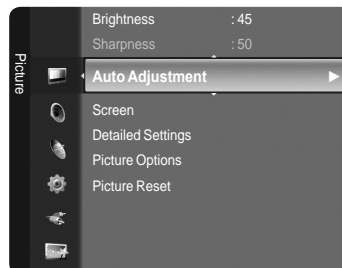 Picture
Brightness : 45
Sharpness : 50
Auto Adjustment
Screen
Detailed Settings
Picture Options
Picture Reset